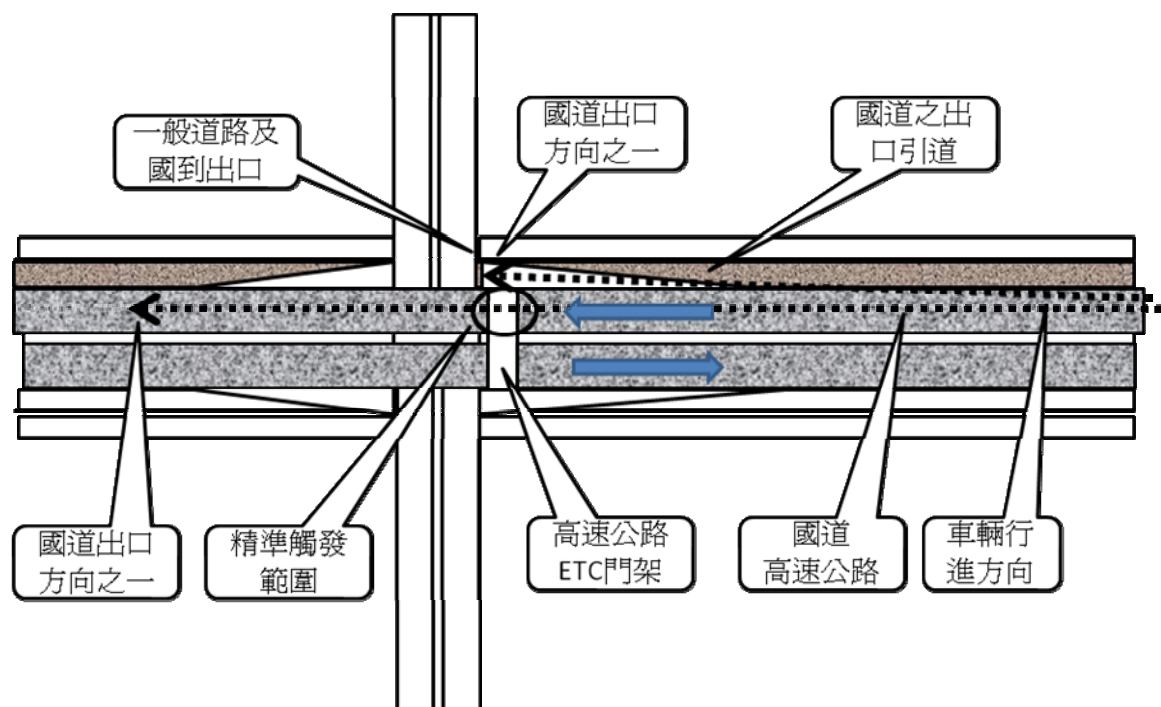 一般道路及
國到出口
國道出口
方向之一
國道之出
口引道
國道出口
方向之一
精準觸發
範圍
高速公路
ETC門架
國道
高速公路
車輛行
進方向